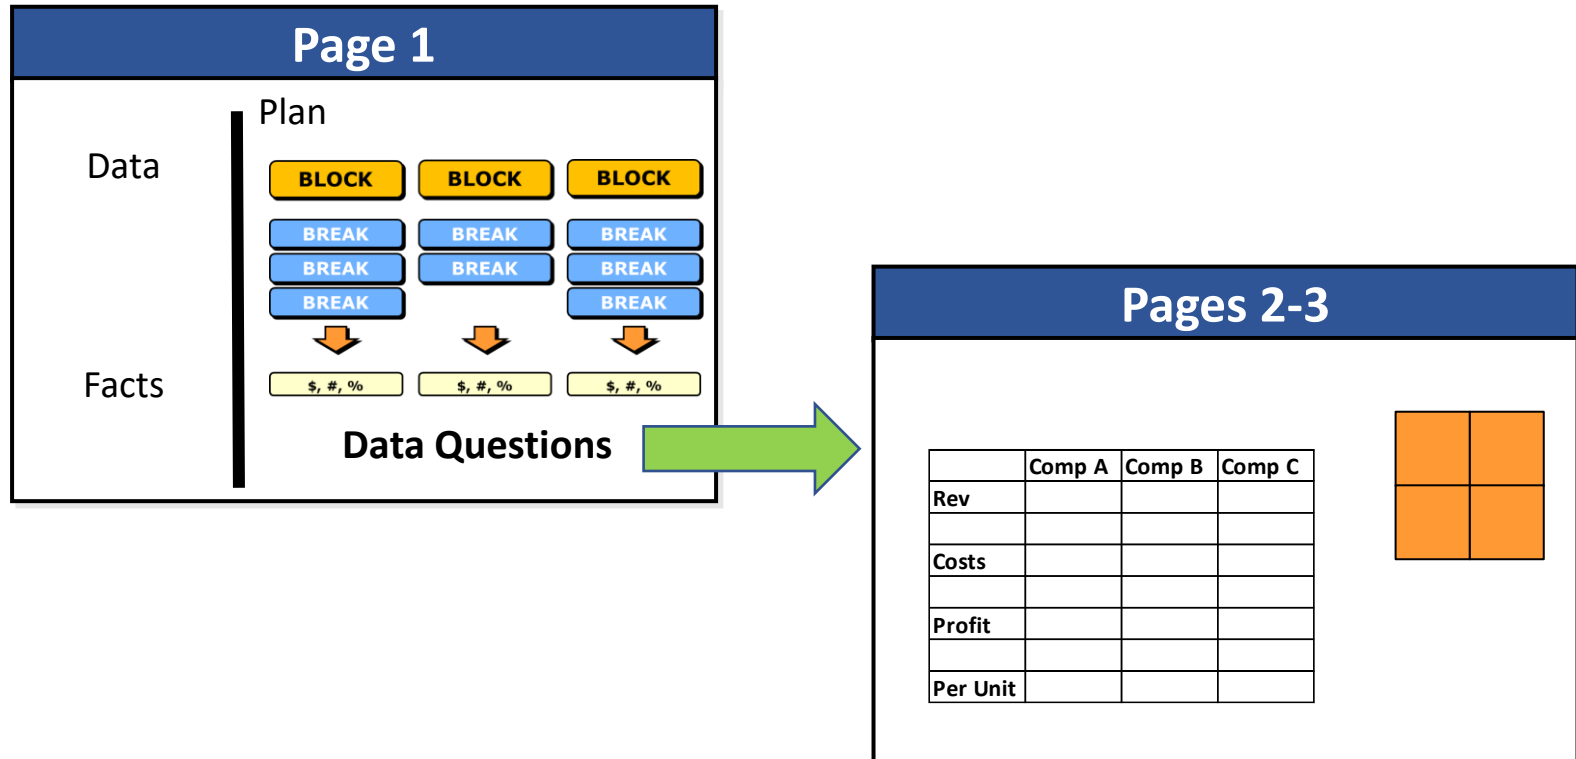 Page 1
Plan
Data
BLOCK BLOCK BLOCK
BREAK BREAK BREAK
BREAK BREAK BREAK
BREAK BREAK
Facts
$, #, % $, #, % $, #, %
Data Questions
Pages 2-3
Comp A Comp B Comp C
Rev
Costs
Profit
Per Unit